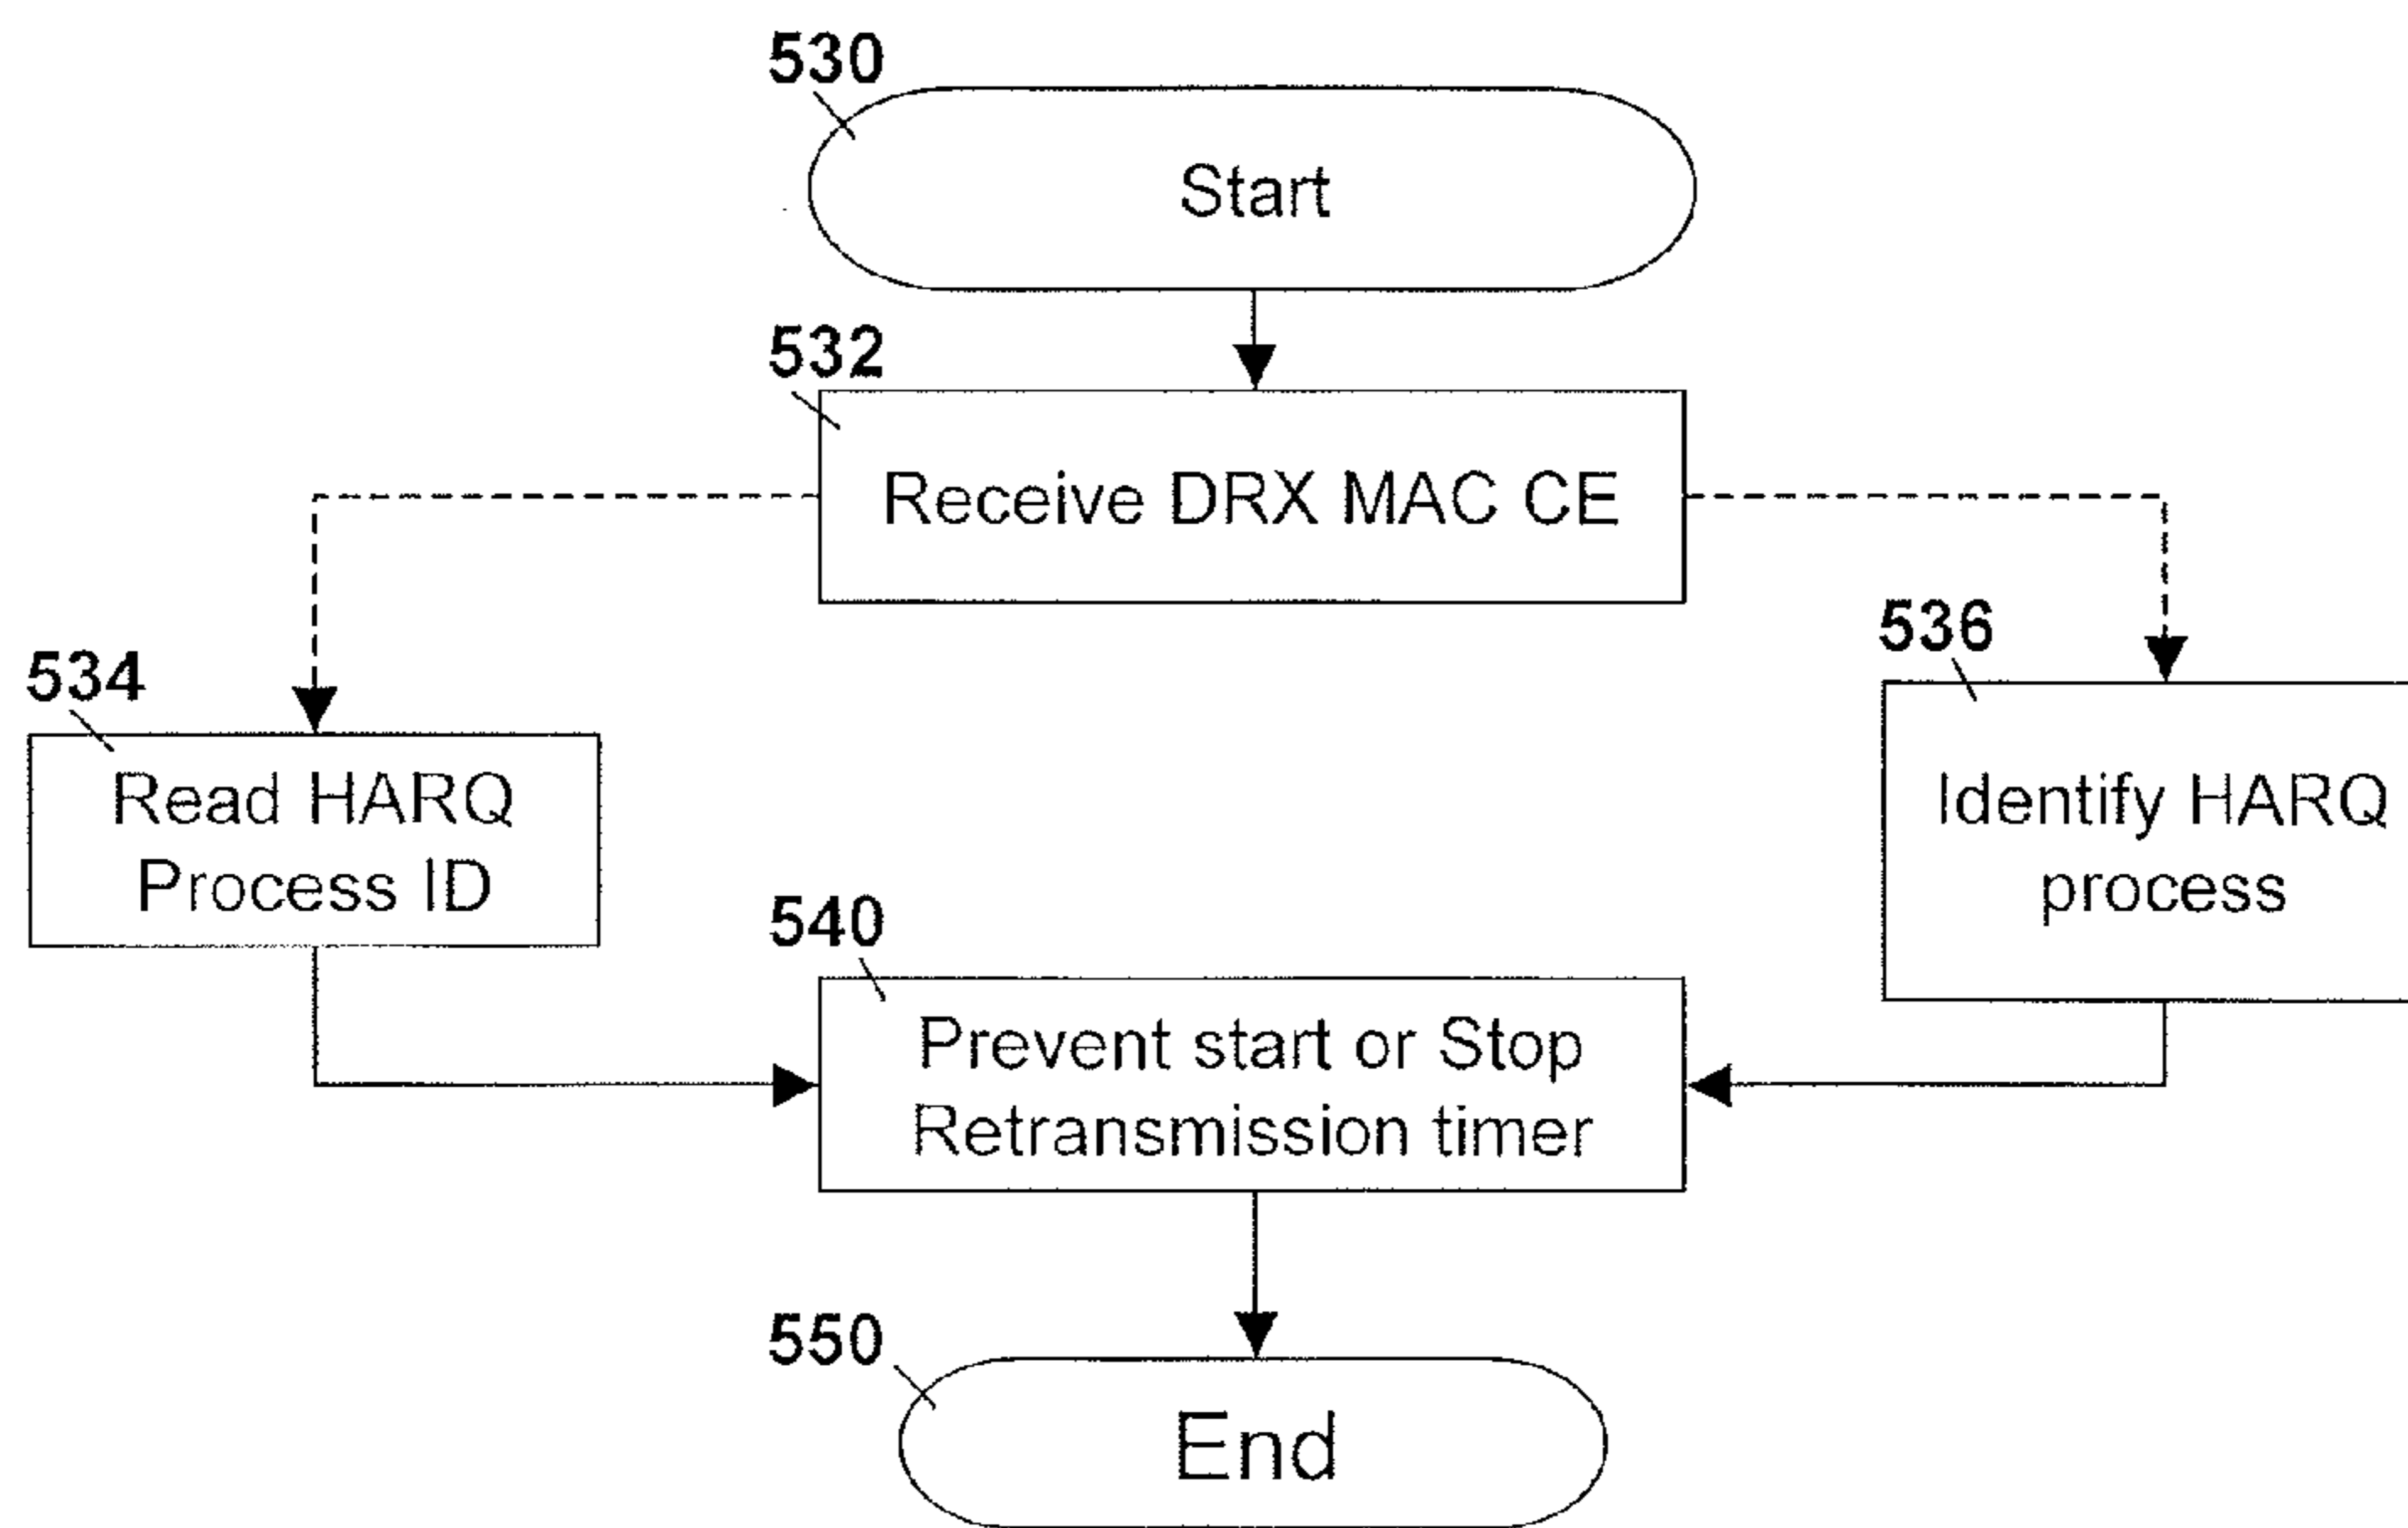 530
Start
532
Receive DRX MAC CE
534
Read HARQ
Process ID
536
Identify HARQ
process
540
Prevent start or Stop
Retransmission timer
550
End